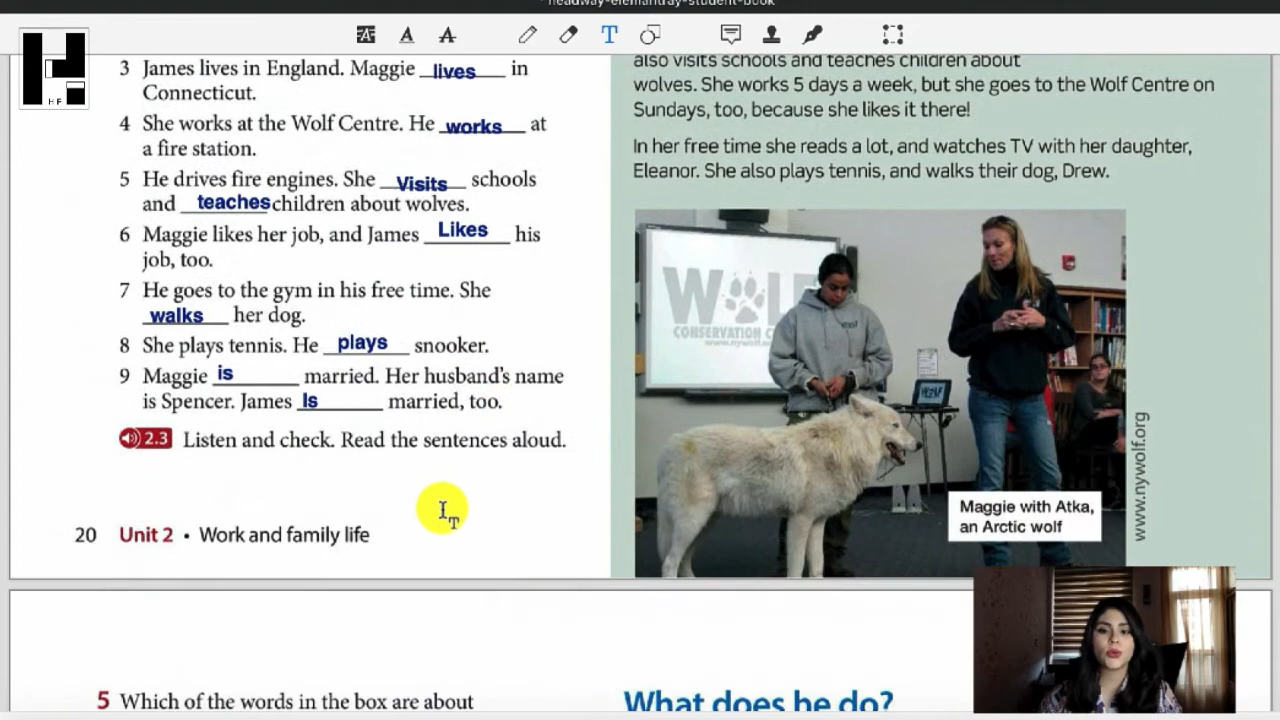 headway-elemantray-student-book
HF
3 James lives in England. Maggie lives in
Connecticut.
4 She works at the Wolf Centre. He works at
a fire station.
5 He drives fire engines. She Visits schools
and teaches children about wolves.
6 Maggie likes her job, and James Likes his
job, too.
7 He goes to the gym in his free time. She
walks her dog.
8 She plays tennis. He plays snooker.
9 Maggie is married. Her husband's name
is Spencer. James Is married, too.
2.3 Listen and check. Read the sentences aloud.
20 Unit 2 • Work and family life
also visits schools and teaches children about
wolves. She works 5 days a week, but she goes to the Wolf Centre on
Sundays, too, because she likes it there!
In her free time she reads a lot, and watches TV with her daughter,
Eleanor. She also plays tennis, and walks their dog, Drew.
WOLF
CONSERVATION C
www.nywolf.o
WOLF
Maggie with Atka,
an Arctic wolf
www.nywolf.org
5 Which of the words in the box are about
What does he do?